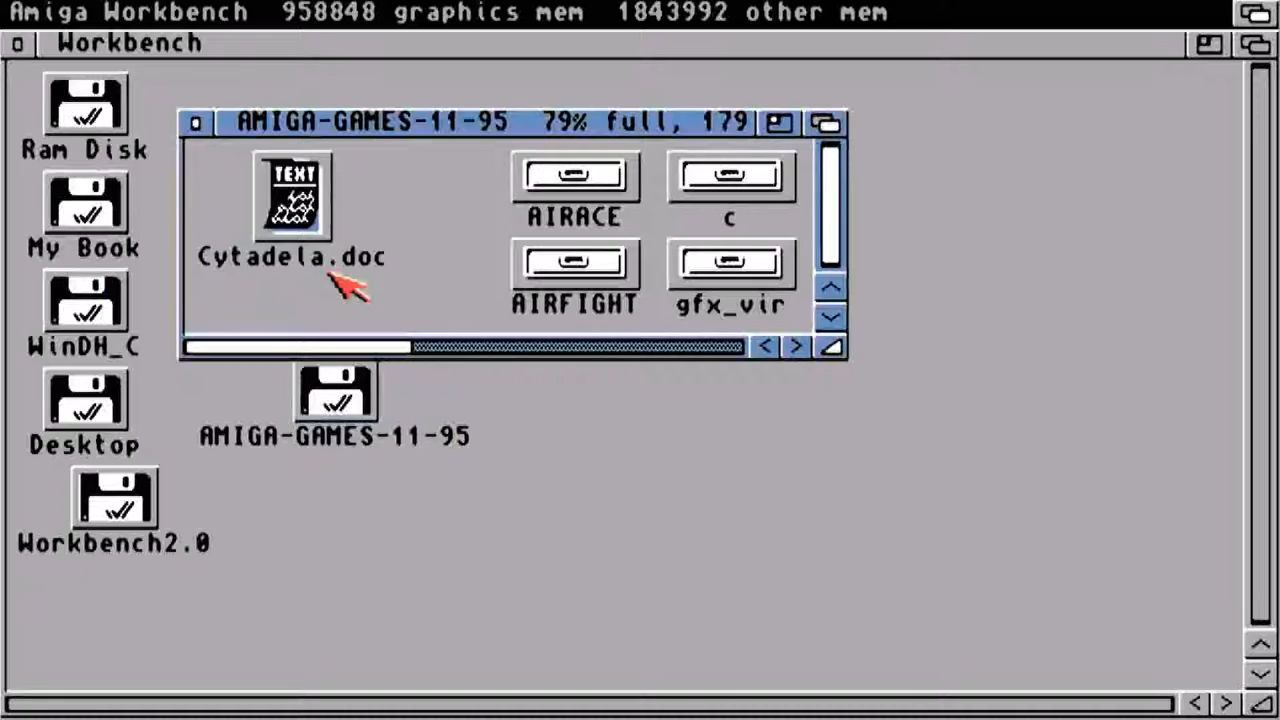 Amiga Workbench 958848 graphics mem 1843992 other mem
Workbench
Ram Disk
My Book
WinDH_C
Desktop
Workbench2.0
AMIGA-GAMES-11-95 79% full, 179
TEXT
Cytadela.doc
AIRACE
c
AIRFIGHT
gfx_vir
AMIGA-GAMES-11-95